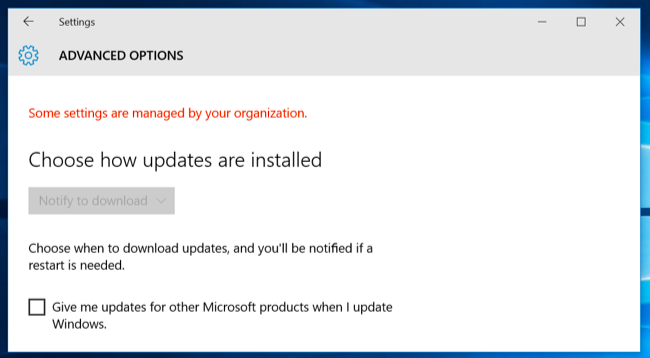 Settings
ADVANCED OPTIONS
Some settings are managed by your organization.
Choose how updates are installed
Notify to download
Choose when to download updates, and you'll be notified if a
restart is needed.
Give me updates for other Microsoft products when I update
Windows.